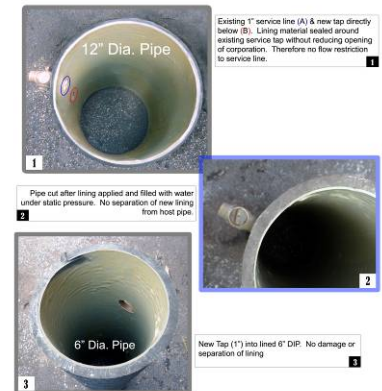 12" Dia. Pipe
1
Existing 1" service line (A) & new tap directly
below (B). Lining material sealed around
existing service tap without reducing opening
of corporation. Therefore no flow restriction
to service line.
1
Pipe cut after lining applied and filled with water
under static pressure. No separation of new lining
from host pipe.
2
2
6" Dia. Pipe
3
New Tap (1") into lined 6" DIP. No damage or
separation of lining
3